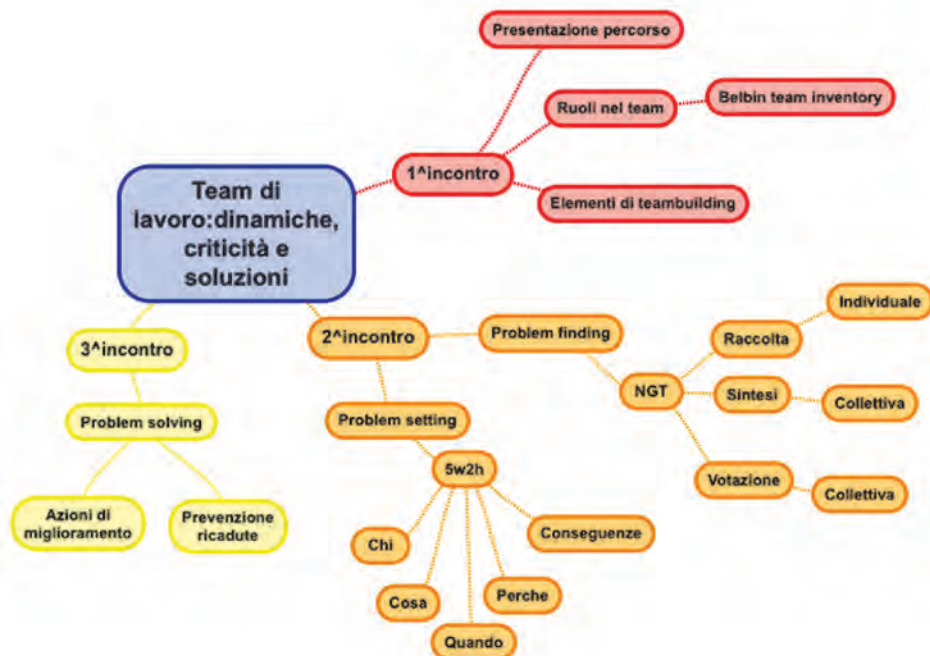 Presentazione percorso
Ruoli nel team
Belbin team inventory
1^incontro
Elementi di teambuilding
Team di
lavoro:dinamiche,
criticità e
soluzioni
3^incontro
Problem solving
Azioni di
miglioramento
Prevenzione
ricadute
2^incontro
Problem finding
NGT
Raccolta
Individuale
Sintesi
Collettiva
Votazione
Collettiva
Problem setting
5w2h
Chi
Cosa
Quando
Perche
Conseguenze